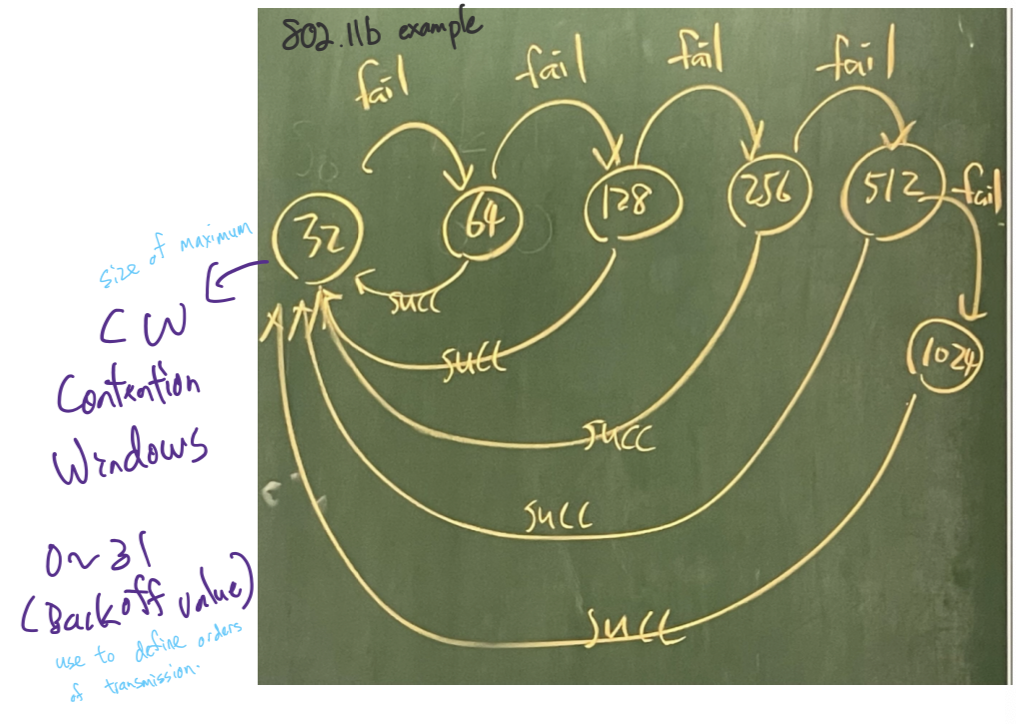 802.11b example
fail
fail
fail
fail
fail
32
64
128
256
512
1024
succ
succ
succ
succ
succ
size of maximum
CW
Contention
Windows
0~31
(Backoff value)
use to define orders
of transmission.